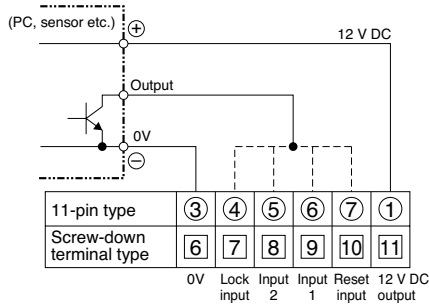 (PC, sensor etc.)
⊕
12 V DC
Output
0V
⊖
11-pin type ③ ④ ⑤ ⑥ ⑦ ①
Screw-down terminal type 6 7 8 9 10 11
0V Lock input Input 2 Input 1 Reset input 12 V DC output